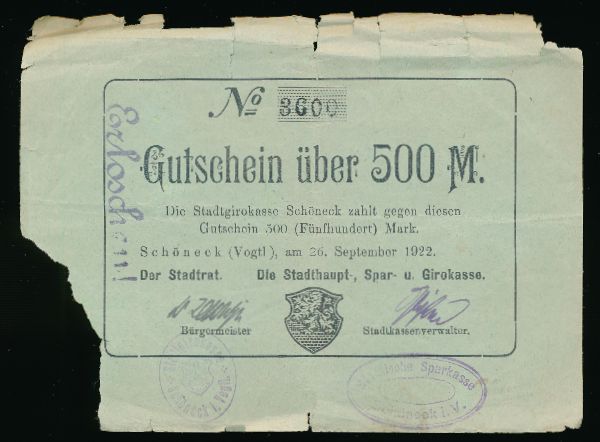 No 3600
Gutschein über 500 M.
Die Stadtgirokasse Schöneck zahlt gegen diesen
Gutschein 500 (Fünfhundert) Mark.
Schöneck (Vogtl), am 26. September 1922.
Der Stadtrat. Die Stadthaupt-, Spar- u. Girokasse.
Bürgermeister Stadtkassenverwalter.
Erloschen!
Sparkasse
i. V.